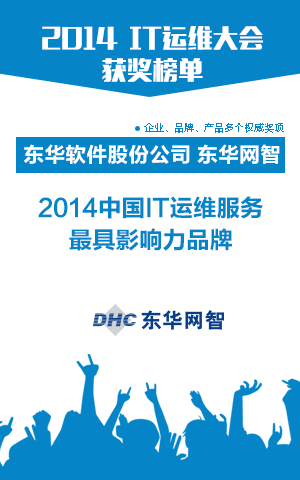 2014 IT运维大会
获奖榜单
● 企业、品牌、产品多个权威奖项
东华软件股份公司 东华网智
2014中国IT运维服务
最具影响力品牌
DHC 东华网智